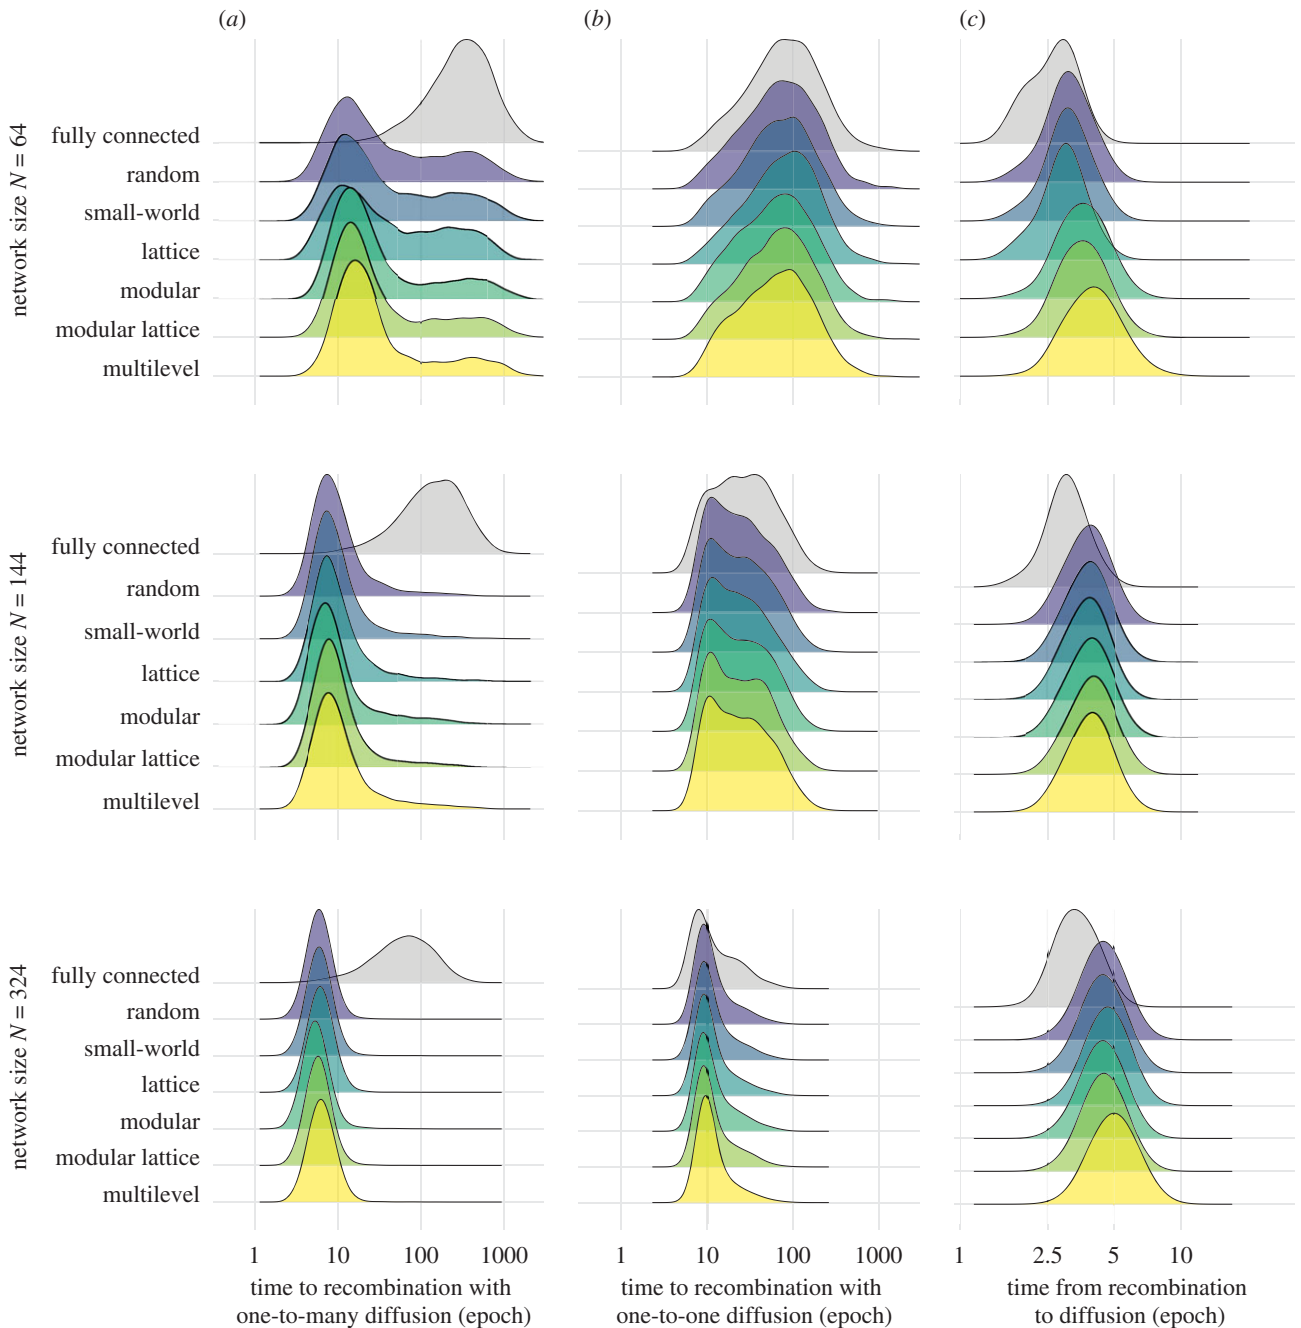 (a)
(b)
(c)
network size N = 64
fully connected
random
small-world
lattice
modular
modular lattice
multilevel
network size N = 144
fully connected
random
small-world
lattice
modular
modular lattice
multilevel
network size N = 324
fully connected
random
small-world
lattice
modular
modular lattice
multilevel
1 10 100 1000
1 10 100 1000
1 2.5 5 10
time to recombination with
one-to-many diffusion (epoch)
time to recombination with
one-to-one diffusion (epoch)
time from recombination
to diffusion (epoch)